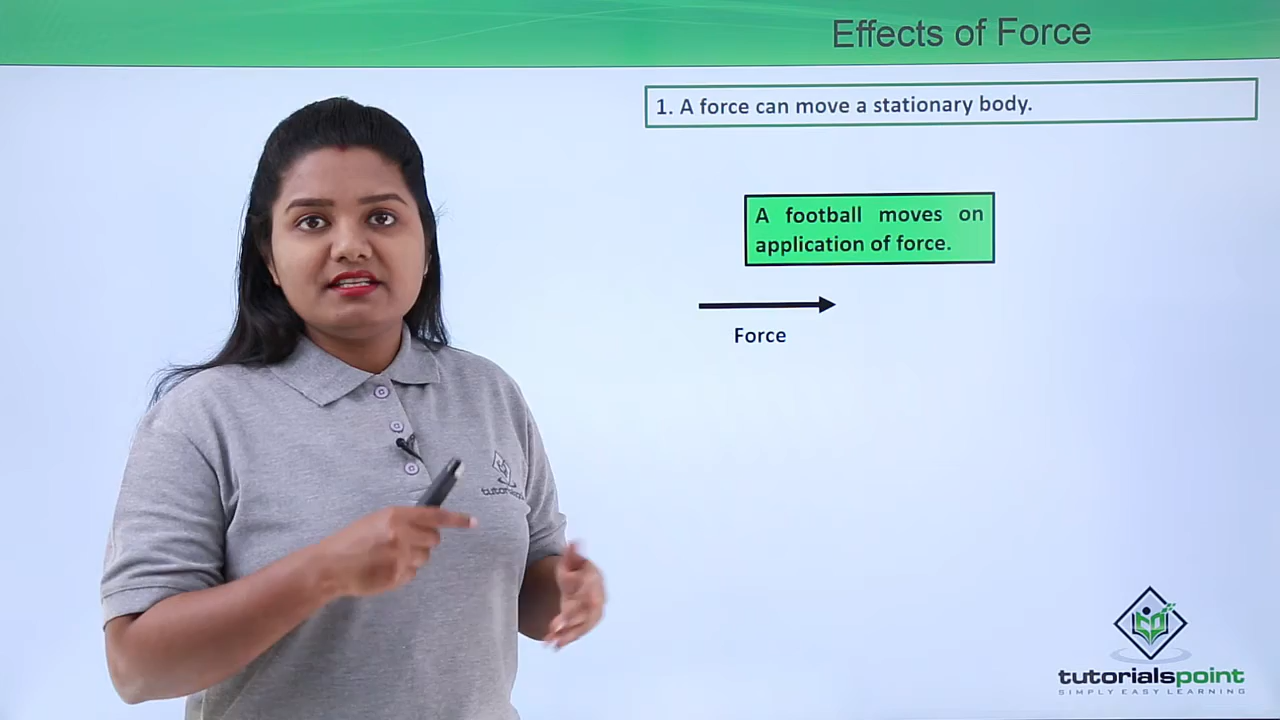 Effects of Force
1. A force can move a stationary body.
A football moves on
application of force.
Force
tutorialspoint
SIMPLY EASY LEARNING